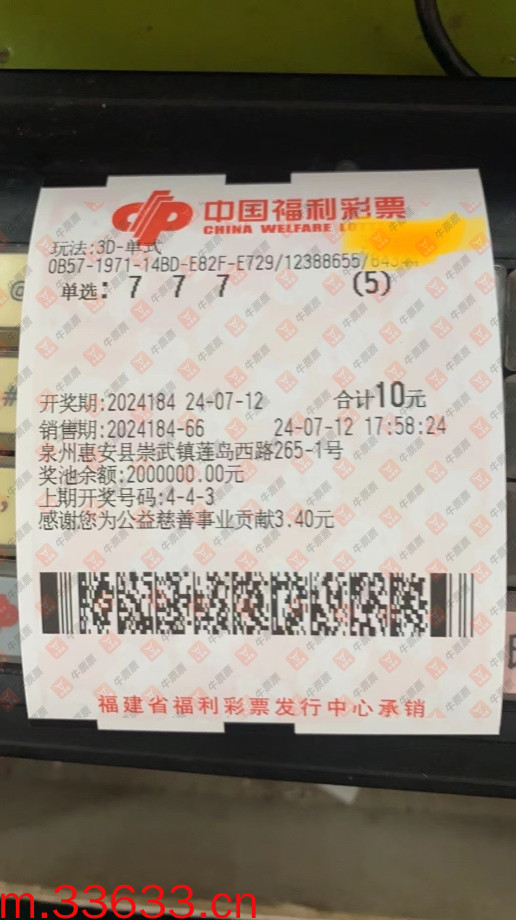 中国福利彩票
CHINA WELFARE LOTT
玩法:3D-单式
0B57-1971-14BD-E82F-E729/12388655/
单选: 7 7 7 (5)
开奖期:2024184 24-07-12 合计10元
销售期:2024184-66 24-07-12 17:58:24
泉州惠安县崇武镇莲岛西路265-1号
奖池余额:2000000.00元
上期开奖号码:4-4-3
感谢您为公益慈善事业贡献3.40元
福建省福利彩票发行中心承销
m.33633.cn